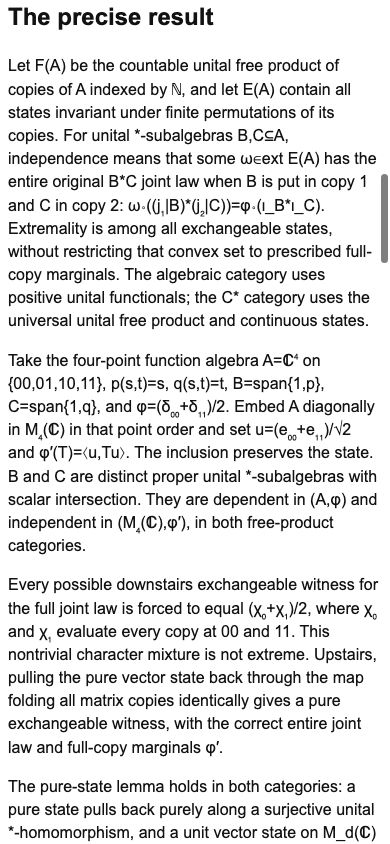 The precise result
Let F(A) be the countable unital free product of
copies of A indexed by ℕ, and let E(A) contain all
states invariant under finite permutations of its
copies. For unital *-subalgebras B,C⊆A,
independence means that some ω∈ext E(A) has the
entire original B*C joint law when B is put in copy 1
and C in copy 2: ω∘((j₁|B)*(j₂|C))=φ∘(ι_B*ι_C).
Extremality is among all exchangeable states,
without restricting that convex set to prescribed full-
copy marginals. The algebraic category uses
positive unital functionals; the C* category uses the
universal unital free product and continuous states.
Take the four-point function algebra A=ℂ⁴ on
{00,01,10,11}, p(s,t)=s, q(s,t)=t, B=span{1,p},
C=span{1,q}, and φ=(δ₀₀+δ₁₁)/2. Embed A diagonally
in M₄(ℂ) in that point order and set u=(e₀₀+e₁₁)/√2
and φ′(T)=⟨u,Tu⟩. The inclusion preserves the state.
B and C are distinct proper unital *-subalgebras with
scalar intersection. They are dependent in (A,φ) and
independent in (M₄(ℂ),φ′), in both free-product
categories.
Every possible downstairs exchangeable witness for
the full joint law is forced to equal (χ₀+χ₁)/2, where χ₀
and χ₁ evaluate every copy at 00 and 11. This
nontrivial character mixture is not extreme. Upstairs,
pulling the pure vector state back through the map
folding all matrix copies identically gives a pure
exchangeable witness, with the correct entire joint
law and full-copy marginals φ′.
The pure-state lemma holds in both categories: a
pure state pulls back purely along a surjective unital
*-homomorphism, and a unit vector state on M_d(ℂ)